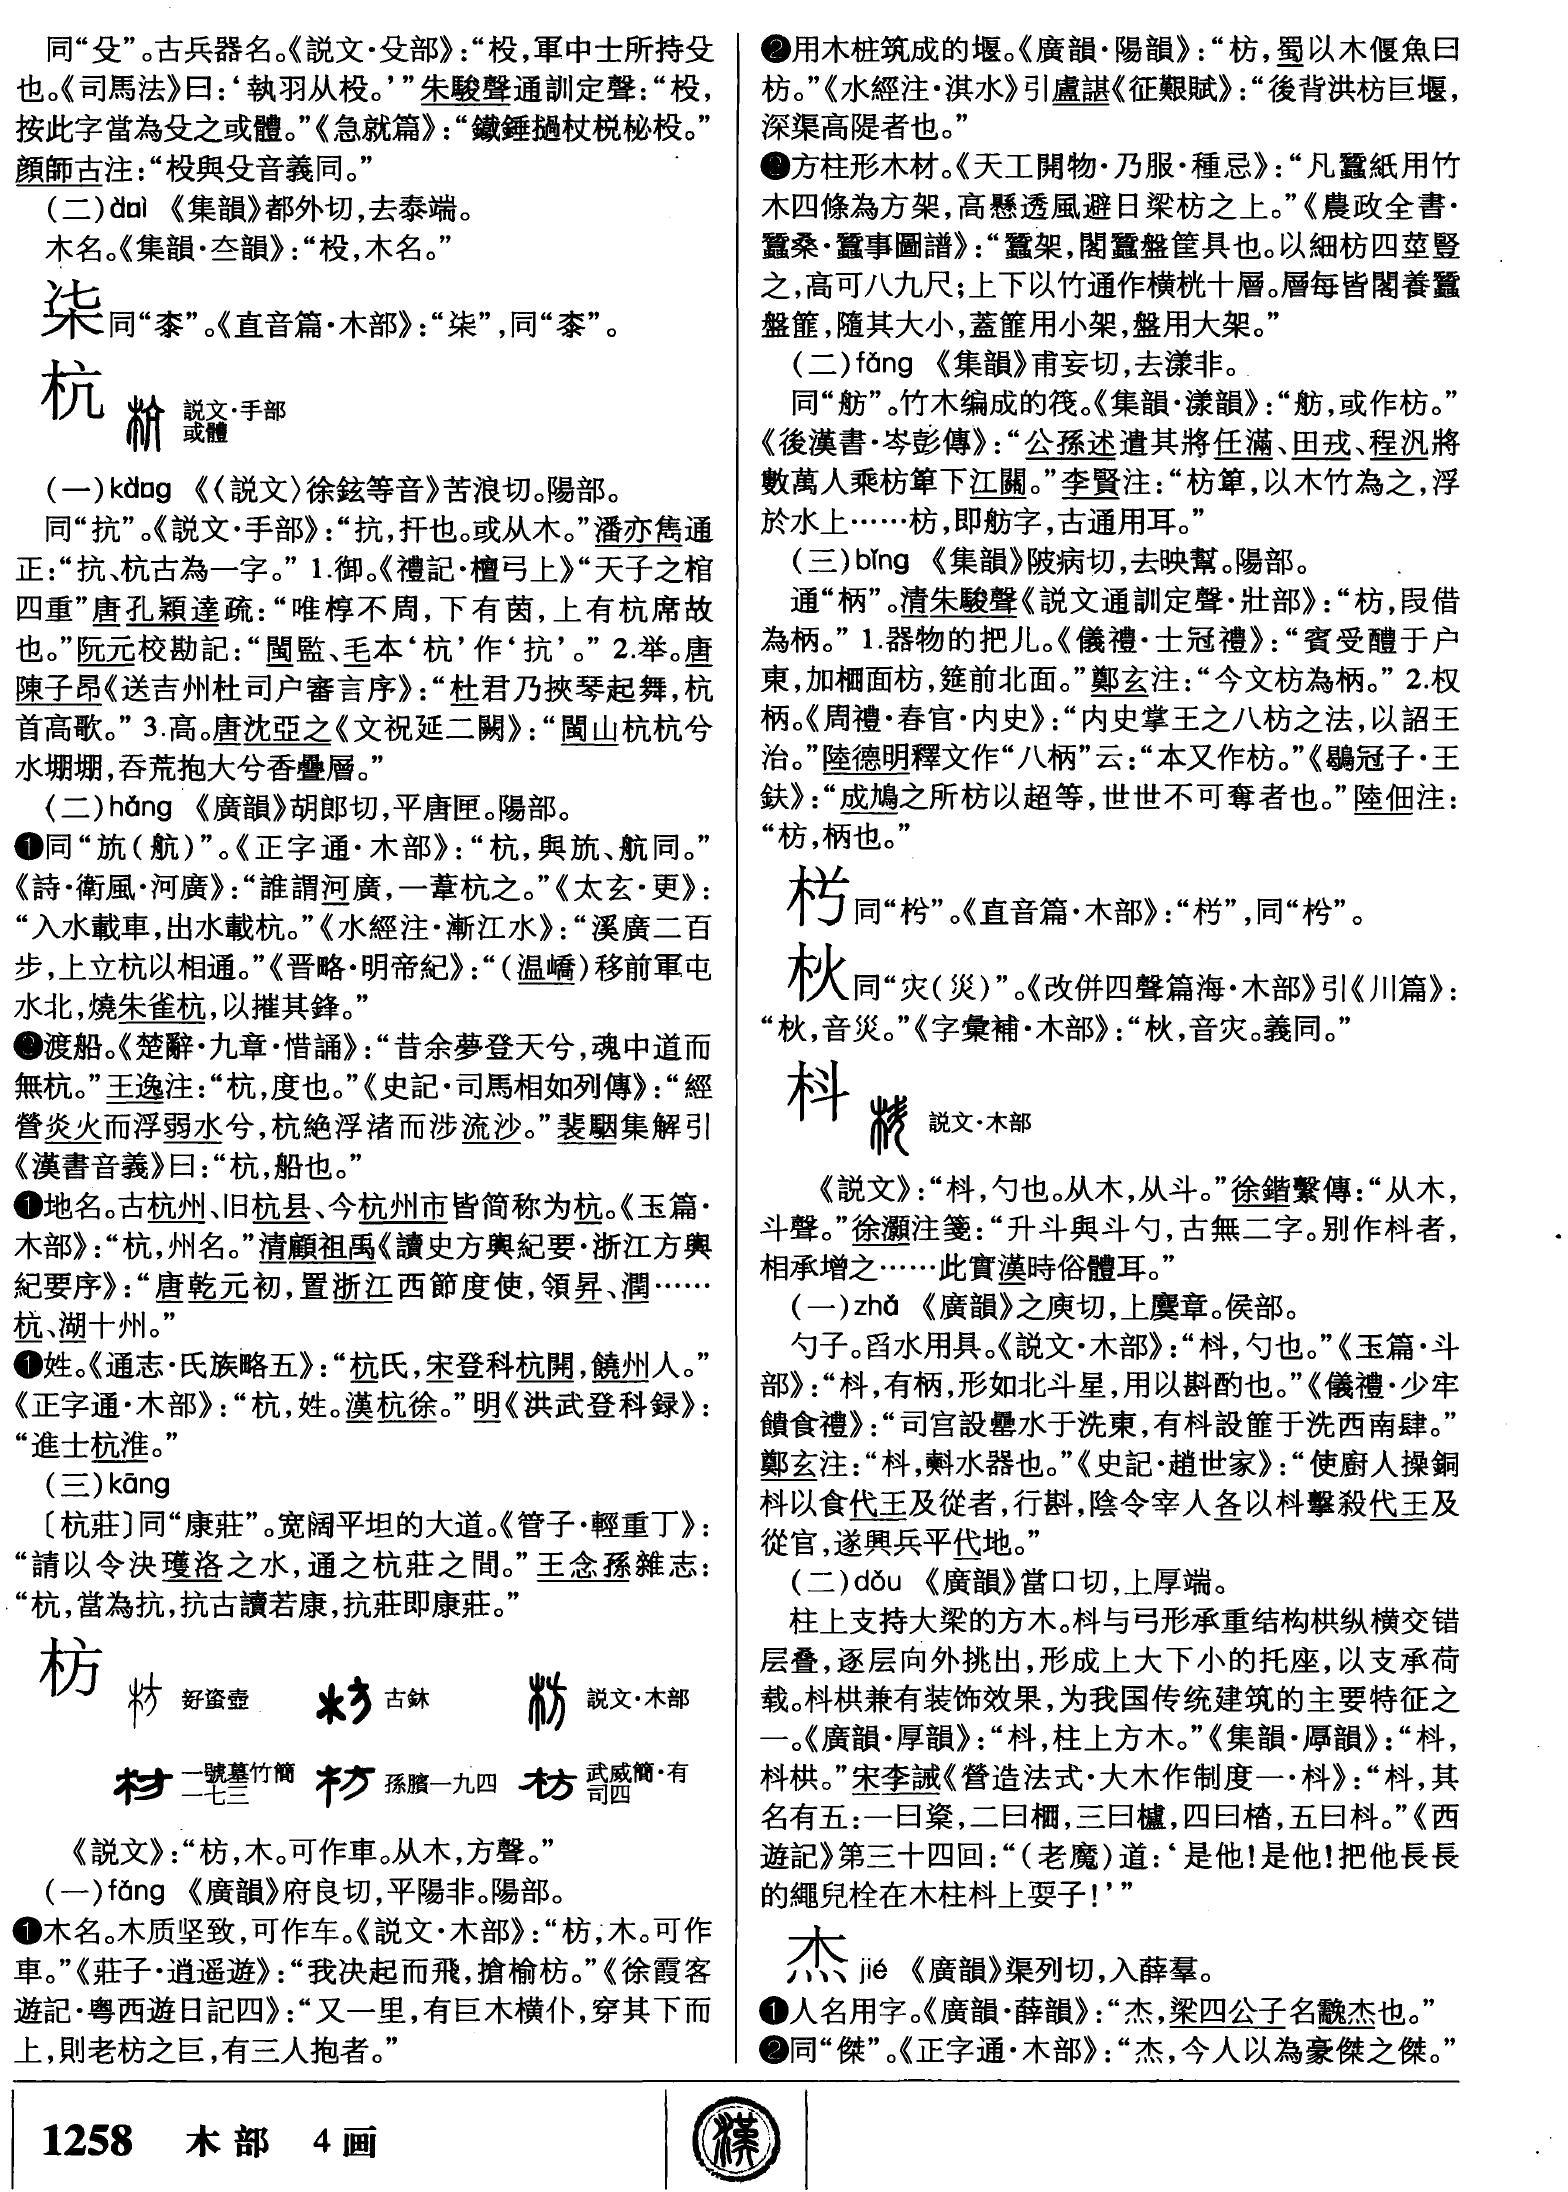 同“殳”。古兵器名。《説文·殳部》：“杸，軍中士所持殳
也。《司馬法》曰：‘執羽从杸。’”朱駿聲通訓定聲：“杸，
按此字當為殳之或體。”《急就篇》：“鐵錘檛杖棁柲杸。”
顔師古注：“杸與殳音義同。”
(二)duì 《集韻》都外切，去泰端。
木名。《集韻·夳韻》：“杸，木名。”
柒同“桼”。《直音篇·木部》：“柒”，同“桼”。
杭 説文·手部
或體
(一)kàng 《〈説文〉徐鉉等音》苦浪切。陽部。
同“抗”。《説文·手部》：“抗，扞也。或从木。”潘亦雋通
正：“抗、杭古為一字。” 1.御。《禮記·檀弓上》“天子之棺
四重”唐孔穎達疏：“唯椁不周，下有茵，上有杭席故
也。”阮元校勘記：“閩監、毛本‘杭’作‘抗’。” 2.举。唐
陳子昂《送吉州杜司户審言序》：“杜君乃挾琴起舞，杭
首高歌。” 3.高。唐沈亞之《文祝延二闕》：“閩山杭杭兮
水堋堋，吞荒抱大兮香疊層。”
(二)háng 《廣韻》胡郎切，平唐匣。陽部。
❶同“斻(航)”。《正字通·木部》：“杭，與斻、航同。”
《詩·衛風·河廣》：“誰謂河廣，一葦杭之。”《太玄·更》：
“入水載車，出水載杭。”《水經注·漸江水》：“溪廣二百
步，上立杭以相通。”《晋略·明帝紀》：“(温嶠)移前軍屯
水北，燒朱雀杭，以摧其鋒。”
❷渡船。《楚辭·九章·惜誦》：“昔余夢登天兮，魂中道而
無杭。”王逸注：“杭，度也。”《史記·司馬相如列傳》：“經
營炎火而浮弱水兮，杭絶浮渚而涉流沙。”裴駰集解引
《漢書音義》曰：“杭，船也。”
❶地名。古杭州、旧杭县、今杭州市皆简称为杭。《玉篇·
木部》：“杭，州名。”清顧祖禹《讀史方輿紀要·浙江方輿
紀要序》：“唐乾元初，置浙江西節度使，領昇、潤……
杭、湖十州。”
❶姓。《通志·氏族略五》：“杭氏，宋登科杭開，饒州人。”
《正字通·木部》：“杭，姓。漢杭徐。”明《洪武登科録》：
“進士杭淮。”
(三)kāng
〔杭莊〕同“康莊”。宽阔平坦的大道。《管子·輕重丁》：
“請以令決瓁洛之水，通之杭莊之間。”王念孫雜志：
“杭，當為抗，抗古讀若康，抗莊即康莊。”
枋 㚼蚉壺 古鉥 説文·木部
一號墓竹簡
一七三 孫臏一九四 武威簡·有
司四
《説文》：“枋，木。可作車。从木，方聲。”
(一)fāng 《廣韻》府良切，平陽非。陽部。
❶木名。木质坚致，可作车。《説文·木部》：“枋，木。可作
車。”《莊子·逍遥遊》：“我决起而飛，搶榆枋。”《徐霞客
遊記·粤西遊日記四》：“又一里，有巨木横仆，穿其下而
上，則老枋之巨，有三人抱者。”
❷用木桩筑成的堰。《廣韻·陽韻》：“枋，蜀以木偃魚曰
枋。”《水經注·淇水》引盧諶《征艱賦》：“後背洪枋巨堰，
深渠高隄者也。”
❸方柱形木材。《天工開物·乃服·種忌》：“凡蠶紙用竹
木四條為方架，高懸透風避日梁枋之上。”《農政全書·
蠶桑·蠶事圖譜》：“蠶架，閣蠶盤筐具也。以細枋四莖豎
之，高可八九尺；上下以竹通作横桄十層。層每皆閣養蠶
盤篚，隨其大小，蓋篚用小架，盤用大架。”
(二)fǎng 《集韻》甫妄切，去漾非。
同“舫”。竹木编成的筏。《集韻·漾韻》：“舫，或作枋。”
《後漢書·岑彭傳》：“公孫述遣其將任滿、田戎、程汎將
數萬人乘枋箄下江關。”李賢注：“枋箄，以木竹為之，浮
於水上……枋，即舫字，古通用耳。”
(三)bǐng 《集韻》陂病切，去映幫。陽部。
通“柄”。清朱駿聲《説文通訓定聲·壯部》：“枋，叚借
為柄。” 1.器物的把儿。《儀禮·士冠禮》：“賓受醴于户
東，加柶面枋，筵前北面。”鄭玄注：“今文枋為柄。” 2.权
柄。《周禮·春官·内史》：“内史掌王之八枋之法，以詔王
治。”陸德明釋文作“八柄”云：“本又作枋。”《鶡冠子·王
鈇》：“成鳩之所枋以超等，世世不可奪者也。”陸佃注：
“枋，柄也。”
枍同“枔”。《直音篇·木部》：“枍”，同“枔”。
杺同“灾(災)”。《改併四聲篇海·木部》引《川篇》：
“㶡，音災。”《字彙補·木部》：“㶡，音灾。義同。”
枓 説文·木部
《説文》：“枓，勺也。从木，从斗。”徐鍇繫傳：“从木，
斗聲。”徐灝注箋：“升斗與斗勺，古無二字。别作枓者，
相承增之……此實漢時俗體耳。”
(一)zhǔ 《廣韻》之庾切，上麌章。侯部。
勺子。舀水用具。《説文·木部》：“枓，勺也。”《玉篇·斗
部》：“枓，有柄，形如北斗星，用以斟酌也。”《儀禮·少牢
饋食禮》：“司宫設罍水于洗東，有枓設篚于洗西南肆。”
鄭玄注：“枓，㪺水器也。”《史記·趙世家》：“使廚人操銅
枓以食代王及從者，行斟，陰令宰人各以枓擊殺代王及
從官，遂興兵平代地。”
(二)dǒu 《廣韻》當口切，上厚端。
柱上支持大梁的方木。枓与弓形承重结构栱纵横交错
层叠，逐层向外挑出，形成上大下小的托座，以支承荷
载。枓栱兼有装饰效果，为我国传统建筑的主要特征之
一。《廣韻·厚韻》：“枓，柱上方木。”《集韻·㫗韻》：“枓，
枓栱。”宋李誡《營造法式·大木作制度一·枓》：“枓，其
名有五：一曰楶，二曰栭，三曰櫨，四曰楷，五曰枓。”《西
遊記》第三十四回：“(老魔)道：‘是他！是他！把他長長
的繩兒栓在木柱枓上耍子！’”
杰jié 《廣韻》渠列切，入薛羣。
❶人名用字。《廣韻·薛韻》：“杰，梁四公子名𪒬杰也。”
❷同“傑”。《正字通·木部》：“杰，今人以為豪傑之傑。”
1258 木部 4画
漢